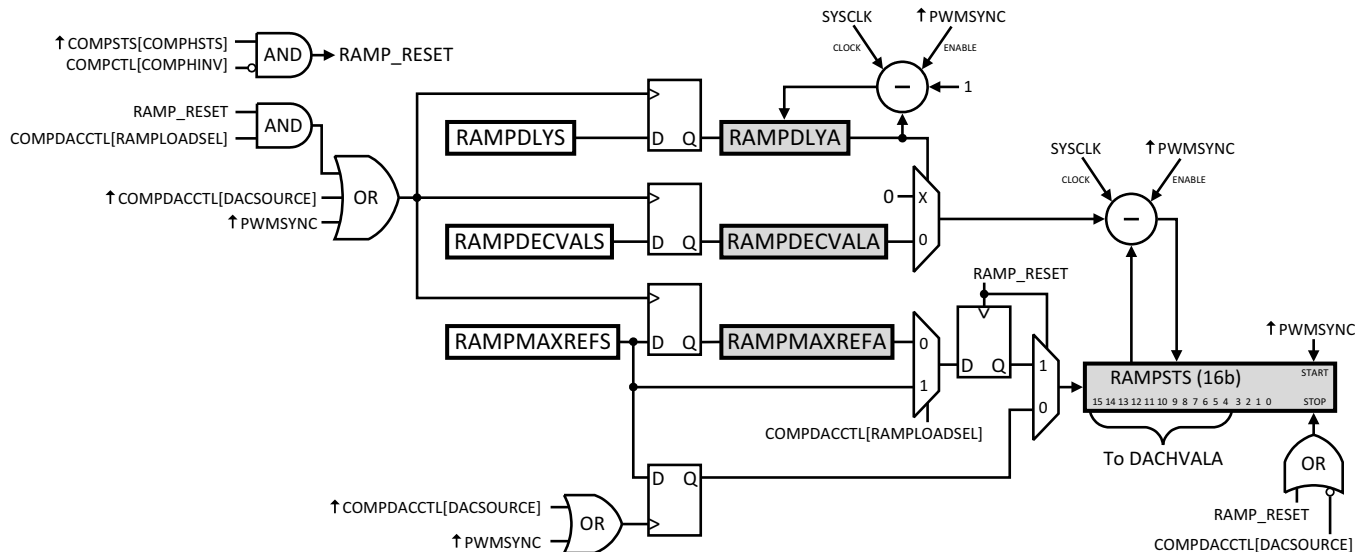 SYSCLK
↑PWMSYNC
CLOCK
ENABLE
↑COMPSTS[COMPHSTS]
COMPCTL[COMPHINV]
AND
RAMP_RESET
−
1
RAMP_RESET
COMPDACCTL[RAMPLOADSEL]
AND
RAMPDLYS
D Q
RAMPDLYA
SYSCLK
↑PWMSYNC
CLOCK
ENABLE
↑COMPDACCTL[DACSOURCE]
↑PWMSYNC
OR
0
X
−
RAMPDECVALS
D Q
RAMPDECVALA
0
RAMP_RESET
RAMPMAXREFS
D Q
RAMPMAXREFA
0
1
D Q
1
0
COMPDACCTL[RAMPLOADSEL]
↑PWMSYNC
RAMPSTS (16b)
START
15 14 13 12 11 10 9 8 7 6 5 4 3 2 1 0
STOP
To DACHVALA
OR
RAMP_RESET
COMPDACCTL[DACSOURCE]
D Q
↑COMPDACCTL[DACSOURCE]
↑PWMSYNC
OR